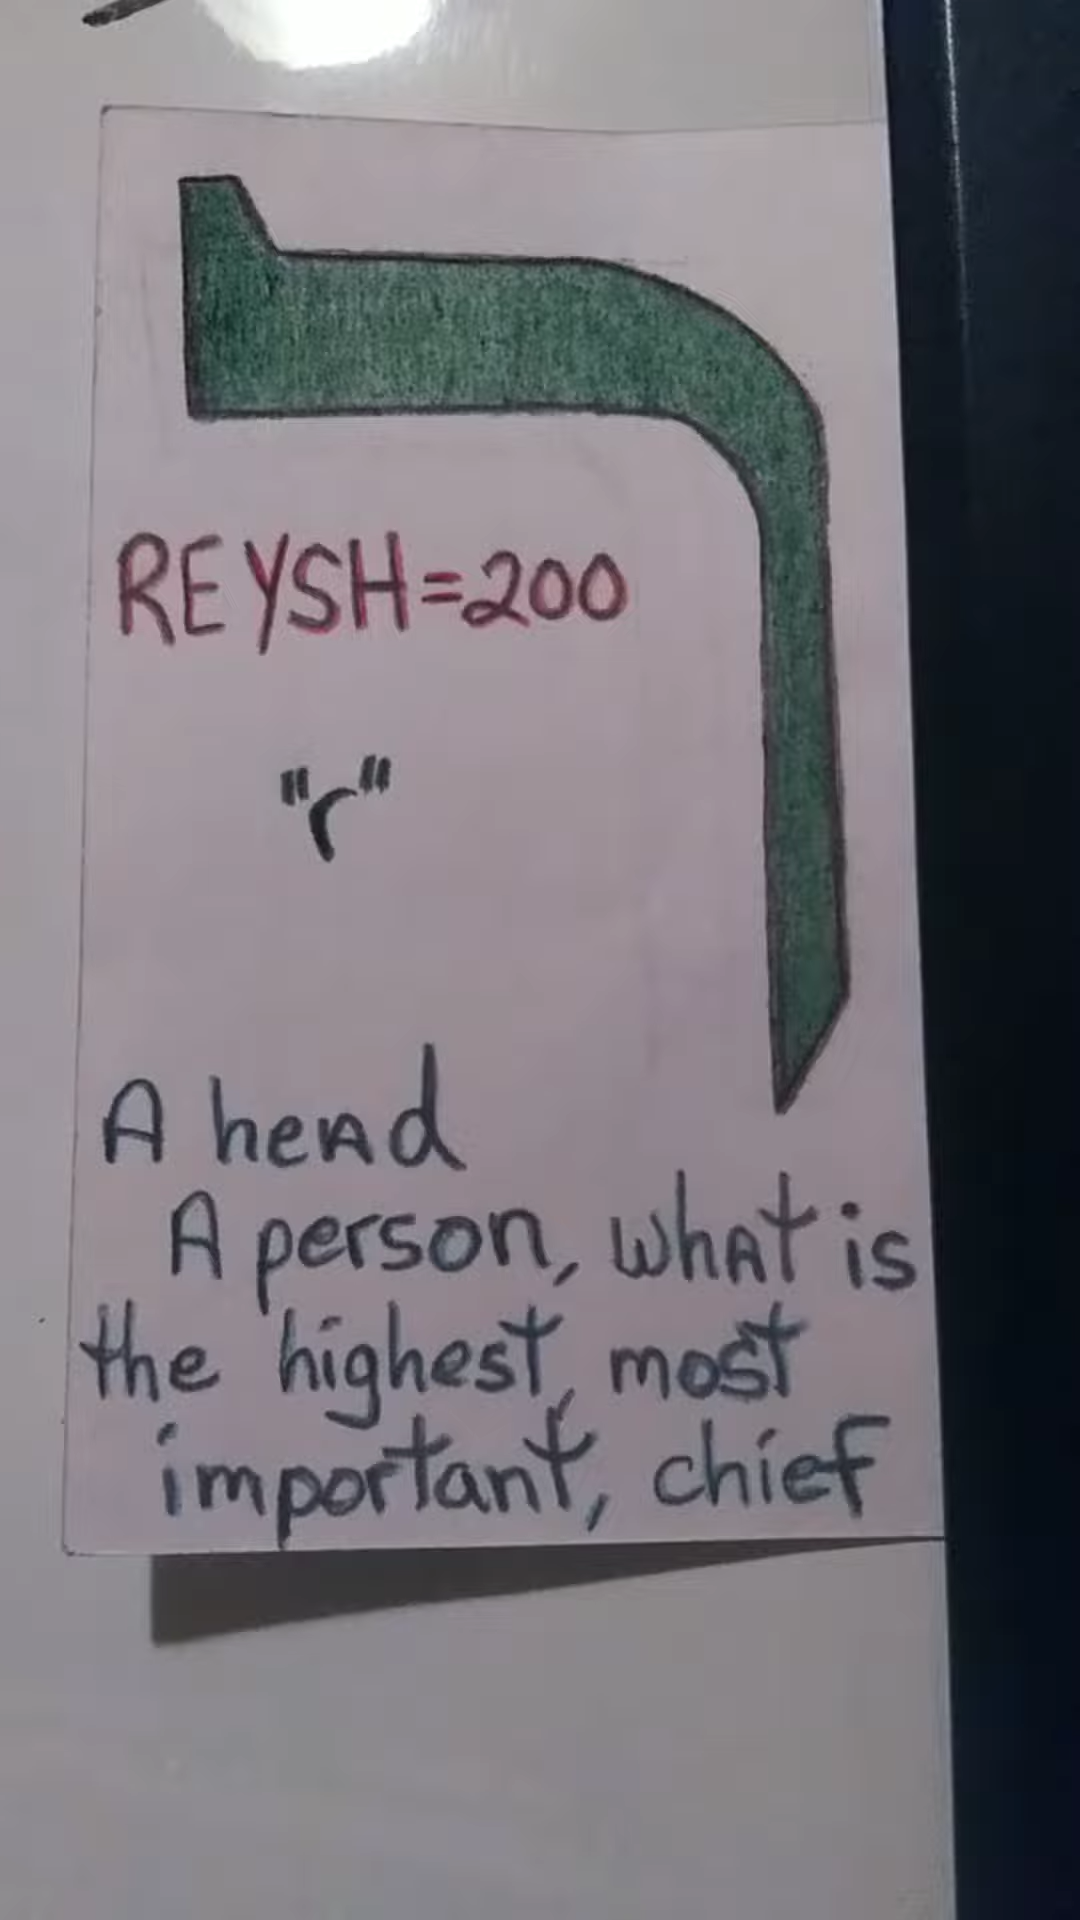 ר
REYSH=200
"r"
A head
A person, what is
the highest, most
important, chief